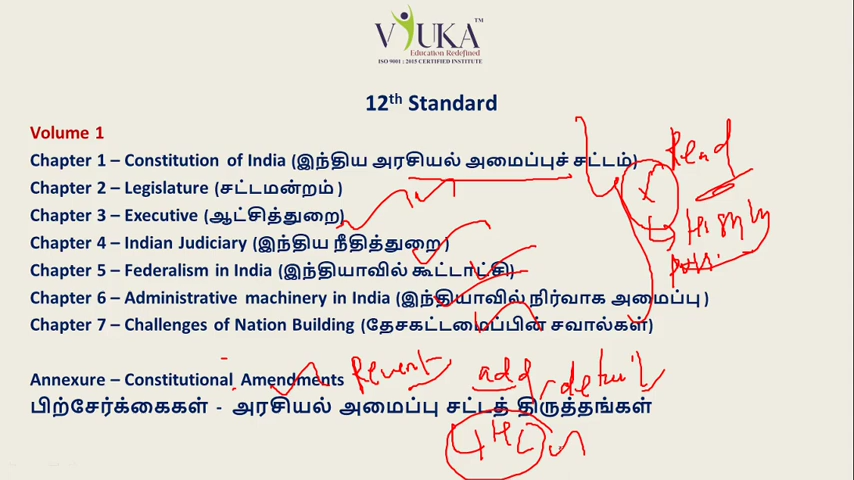 VJUKA™
Education Redefined
ISO 9001 : 2015 CERTIFIED INSTITUTE
12th Standard
Volume 1
Chapter 1 – Constitution of India (இந்திய அரசியல் அமைப்புச் சட்டம்)
Chapter 2 – Legislature (சட்டமன்றம் )
Chapter 3 – Executive (ஆட்சித்துறை)
Chapter 4 – Indian Judiciary (இந்திய நீதித்துறை)
Chapter 5 – Federalism in India (இந்தியாவில் கூட்டாட்சி)
Chapter 6 – Administrative machinery in India (இந்தியாவில் நிர்வாக அமைப்பு )
Chapter 7 – Challenges of Nation Building (தேசகட்டமைப்பின் சவால்கள்)
Read
Annexure – Constitutional Amendments
add detail
பிற்சேர்க்கைகள் - அரசியல் அமைப்பு சட்டத் திருத்தங்கள்